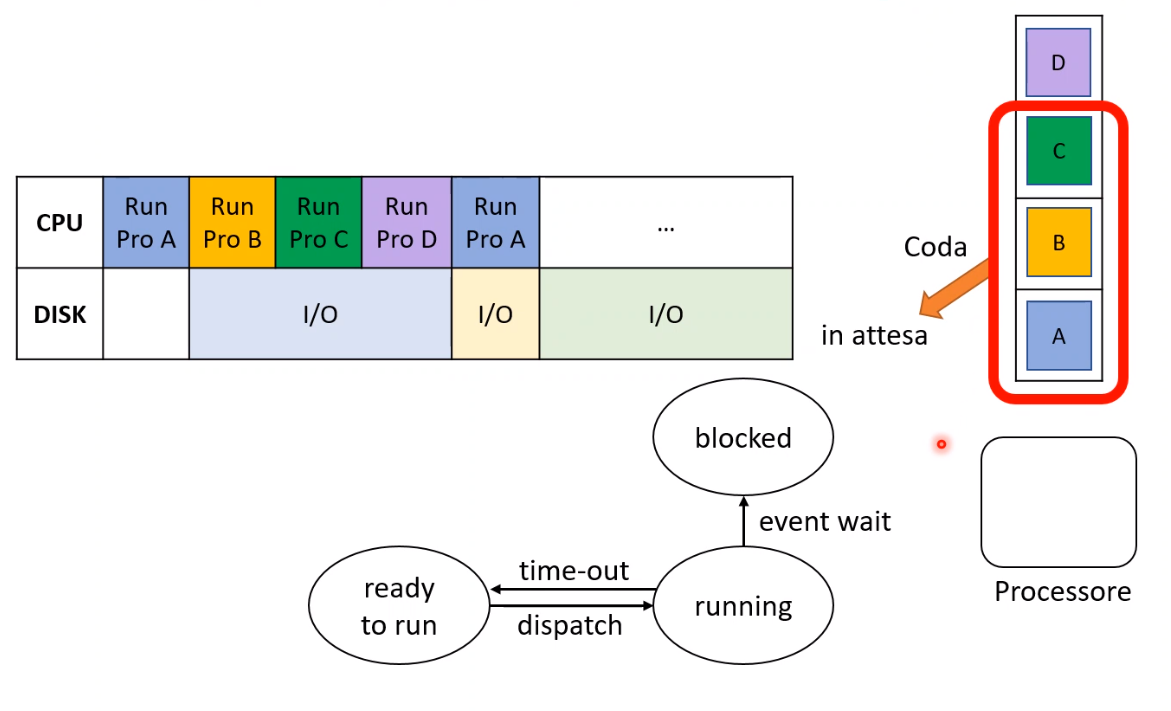 CPU
Run
Pro A
Run
Pro B
Run
Pro C
Run
Pro D
Run
Pro A
...
DISK
I/O
I/O
I/O
D
C
B
A
Coda
in attesa
Processore
blocked
event wait
time-out
ready
to run
dispatch
running